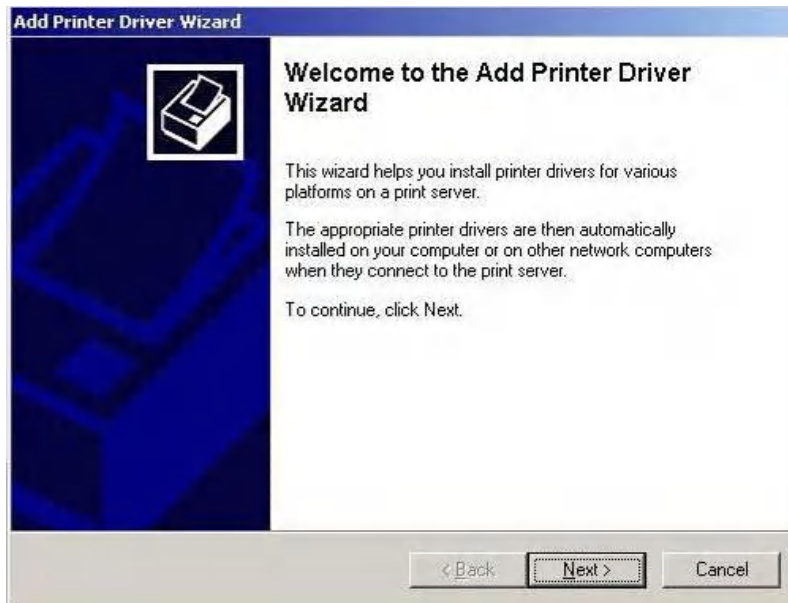 Add Printer Driver Wizard
Welcome to the Add Printer Driver
Wizard
This wizard helps you install printer drivers for various
platforms on a print server.
The appropriate printer drivers are then automatically
installed on your computer or on other network computers
when they connect to the print server.
To continue, click Next.
< Back
Next >
Cancel